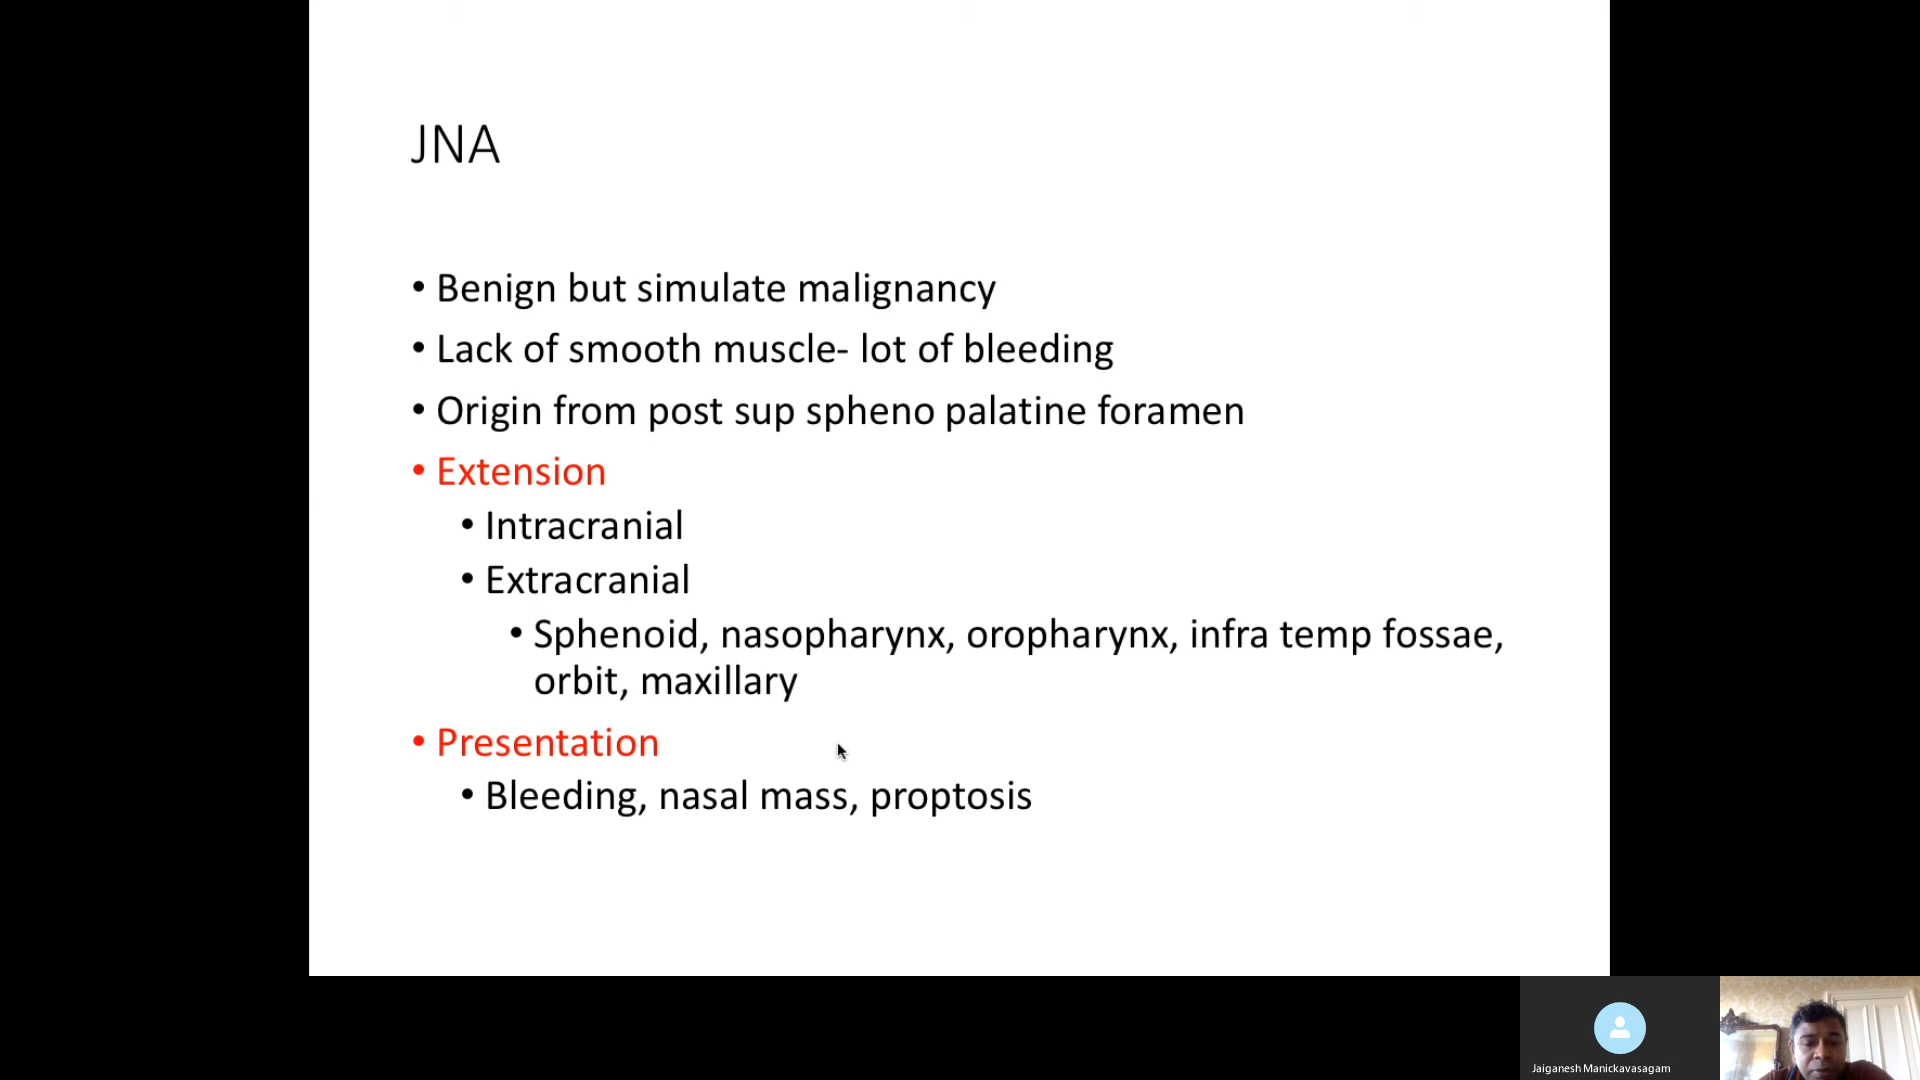 JNA
• Benign but simulate malignancy
• Lack of smooth muscle- lot of bleeding
• Origin from post sup spheno palatine foramen
• Extension
• Intracranial
• Extracranial
• Sphenoid, nasopharynx, oropharynx, infra temp fossae,
orbit, maxillary
• Presentation
• Bleeding, nasal mass, proptosis
Jaiganesh Manickavasagam